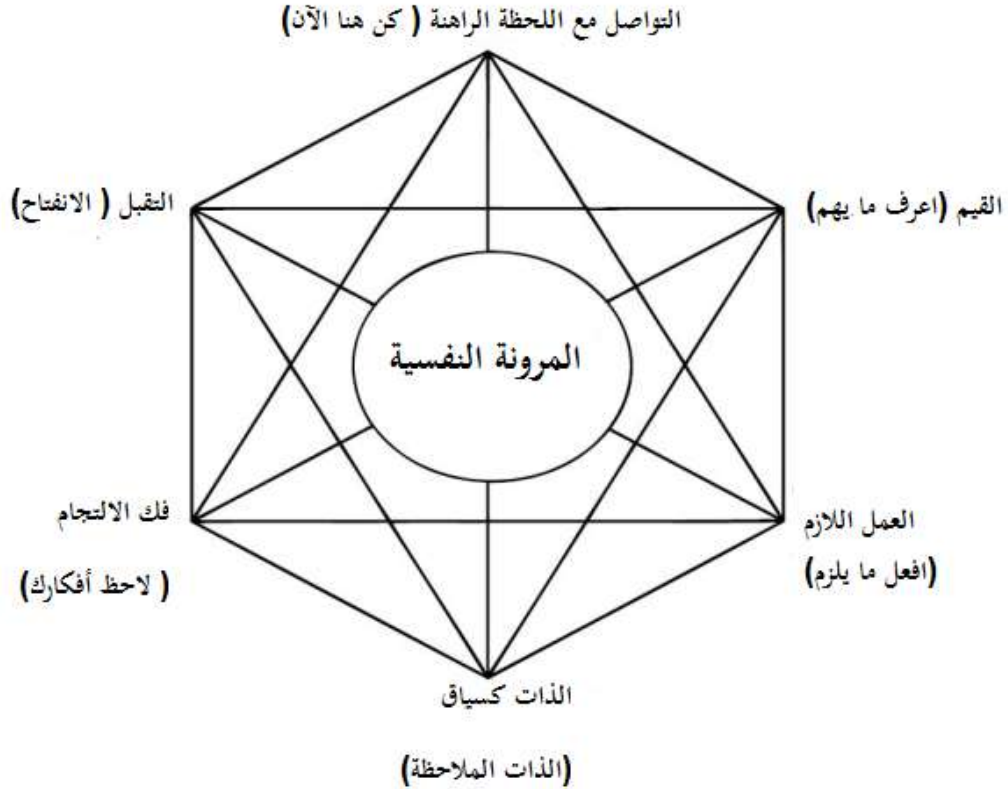 التواصل مع اللحظة الراهنة ( كن هنا الآن)
القيم (اعرف ما يهم)
التقبل ( الانفتاح)
المرونة النفسية
العمل اللازم
(افعل ما يلزم)
فك الالتجام
( لاحظ أفكارك)
الذات كسياق
(الذات الملاحظة)